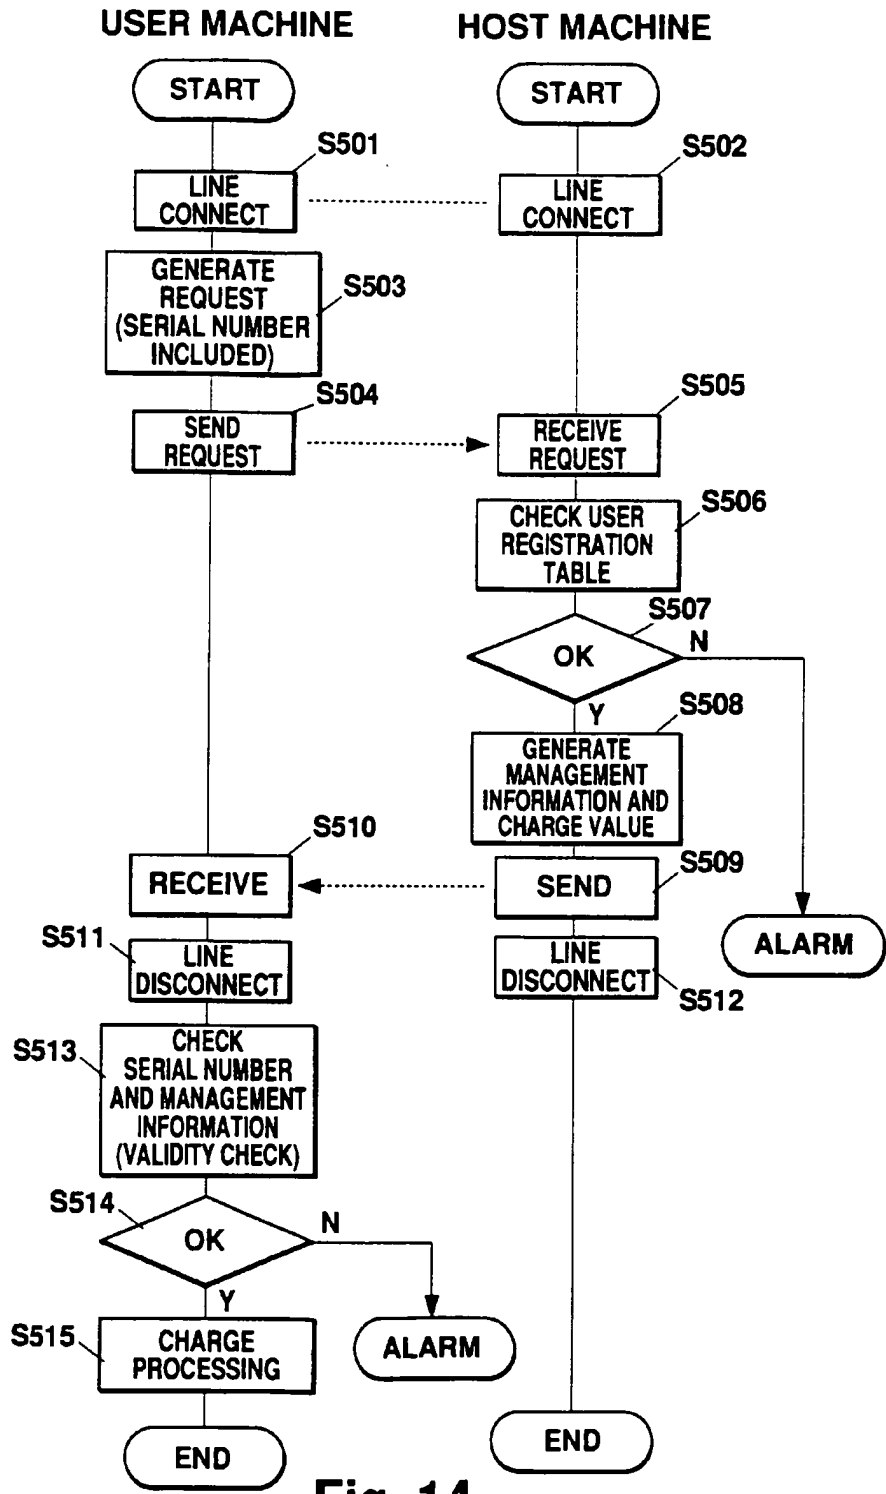 USER MACHINE
HOST MACHINE
START
START
S501
S502
LINE
CONNECT
LINE
CONNECT
GENERATE
REQUEST
(SERIAL NUMBER
INCLUDED)
S503
S504
S505
SEND
REQUEST
RECEIVE
REQUEST
S506
CHECK USER
REGISTRATION
TABLE
S507
OK
N
Y
S508
GENERATE
MANAGEMENT
INFORMATION AND
CHARGE VALUE
S510
S509
RECEIVE
SEND
ALARM
S511
LINE
DISCONNECT
LINE
DISCONNECT
S512
S513
CHECK
SERIAL NUMBER
AND MANAGEMENT
INFORMATION
(VALIDITY CHECK)
S514
OK
N
Y
S515
CHARGE
PROCESSING
ALARM
END
END
Fig. 14